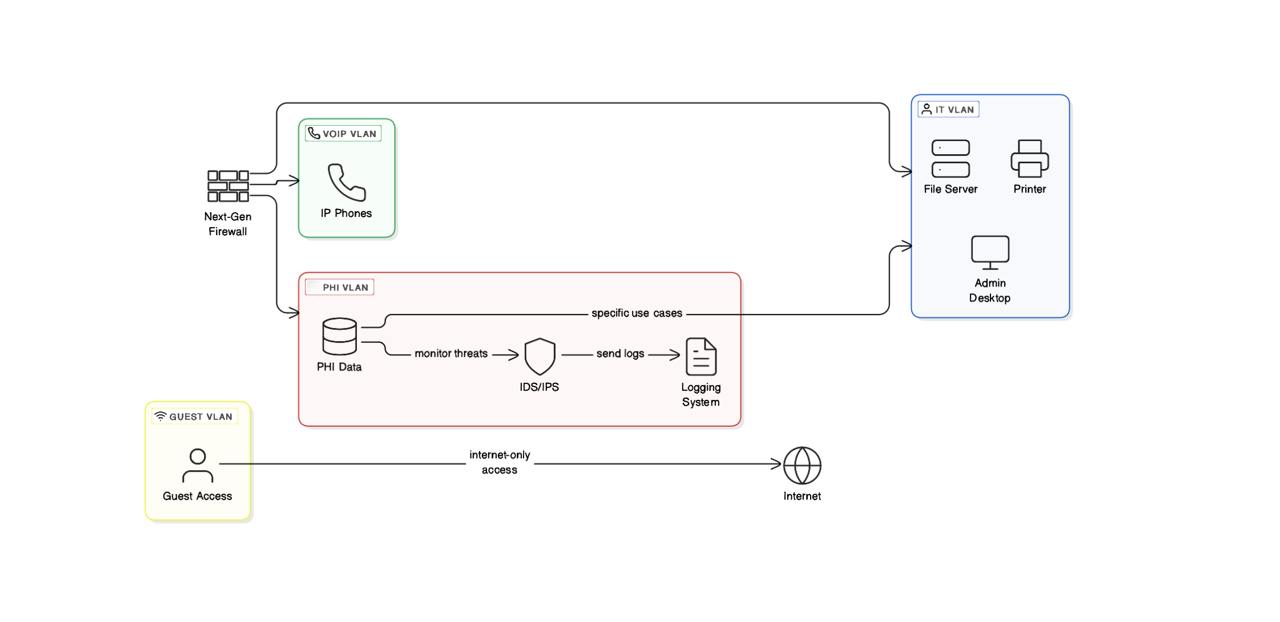 IT VLAN
VOIP VLAN
File Server
Printer
IP Phones
Next-Gen
Firewall
Admin
Desktop
PHI VLAN
specific use cases
monitor threats
send logs
PHI Data
IDS/IPS
Logging
System
GUEST VLAN
internet-only
access
Guest Access
Internet